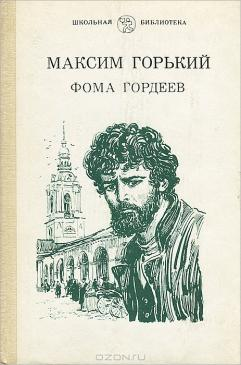 ШКОЛЬНАЯ БИБЛИОТЕКА
МАКСИМ ГОРЬКИЙ
ФОМА ГОРДЕЕВ
ozon.ru